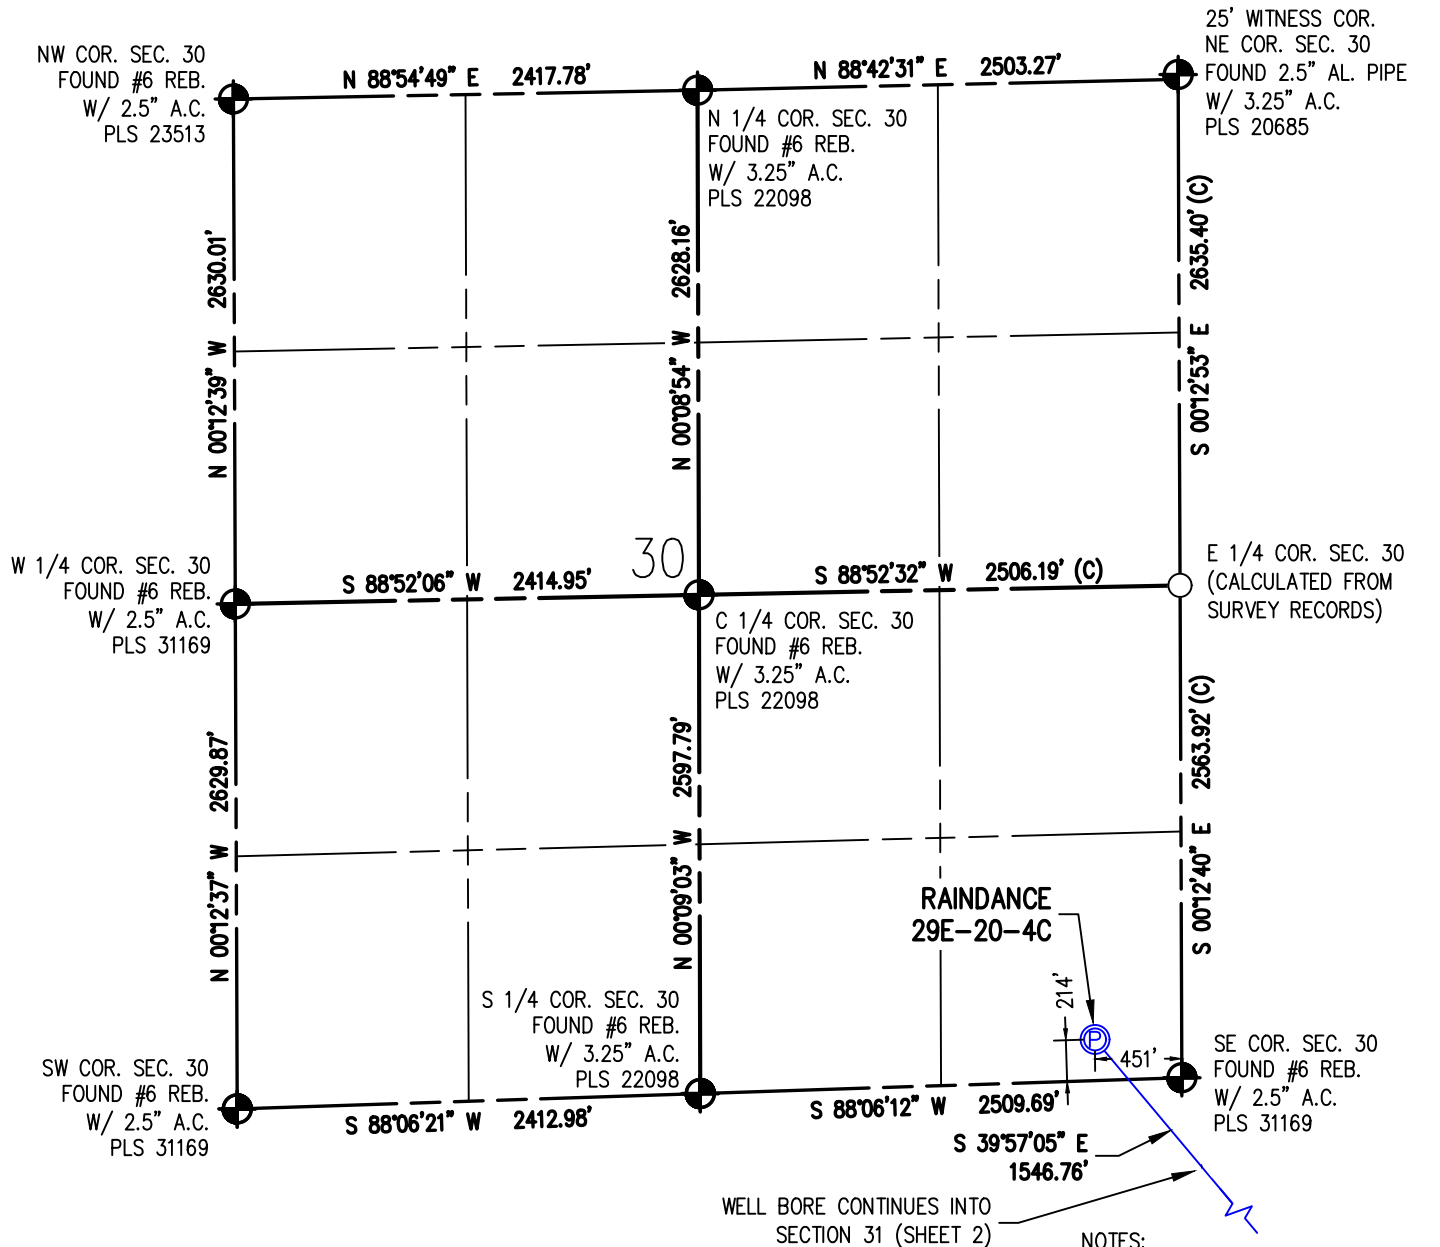 25' WITNESS COR.
NE COR. SEC. 30
FOUND 2.5" AL. PIPE
W/ 3.25" A.C.
PLS 20685
NW COR. SEC. 30
FOUND #6 REB.
W/ 2.5" A.C.
PLS 23513
N 88°54'49" E 2417.78'
N 88°42'31" E 2503.27'
N 1/4 COR. SEC. 30
FOUND #6 REB.
W/ 3.25" A.C.
PLS 22098
N 00°12'39" W 2630.01'
N 00°08'54" W 2628.16'
S 00°12'53" E 2635.40' (C)
30
W 1/4 COR. SEC. 30
FOUND #6 REB.
W/ 2.5" A.C.
PLS 31169
S 88°52'06" W 2414.95'
S 88°52'32" W 2506.19' (C)
E 1/4 COR. SEC. 30
(CALCULATED FROM
SURVEY RECORDS)
C 1/4 COR. SEC. 30
FOUND #6 REB.
W/ 3.25" A.C.
PLS 22098
N 00°12'37" W 2629.87'
N 00°09'03" W 2597.79'
S 00°12'40" E 2563.92' (C)
RAINDANCE
29E-20-4C
214'
P
451'
S 1/4 COR. SEC. 30
FOUND #6 REB.
W/ 3.25" A.C.
PLS 22098
SW COR. SEC. 30
FOUND #6 REB.
W/ 2.5" A.C.
PLS 31169
SE COR. SEC. 30
FOUND #6 REB.
W/ 2.5" A.C.
PLS 31169
S 88°06'21" W 2412.98'
S 88°06'12" W 2509.69'
S 39°57'05" E
1546.76'
WELL BORE CONTINUES INTO
SECTION 31 (SHEET 2)
NOTES: